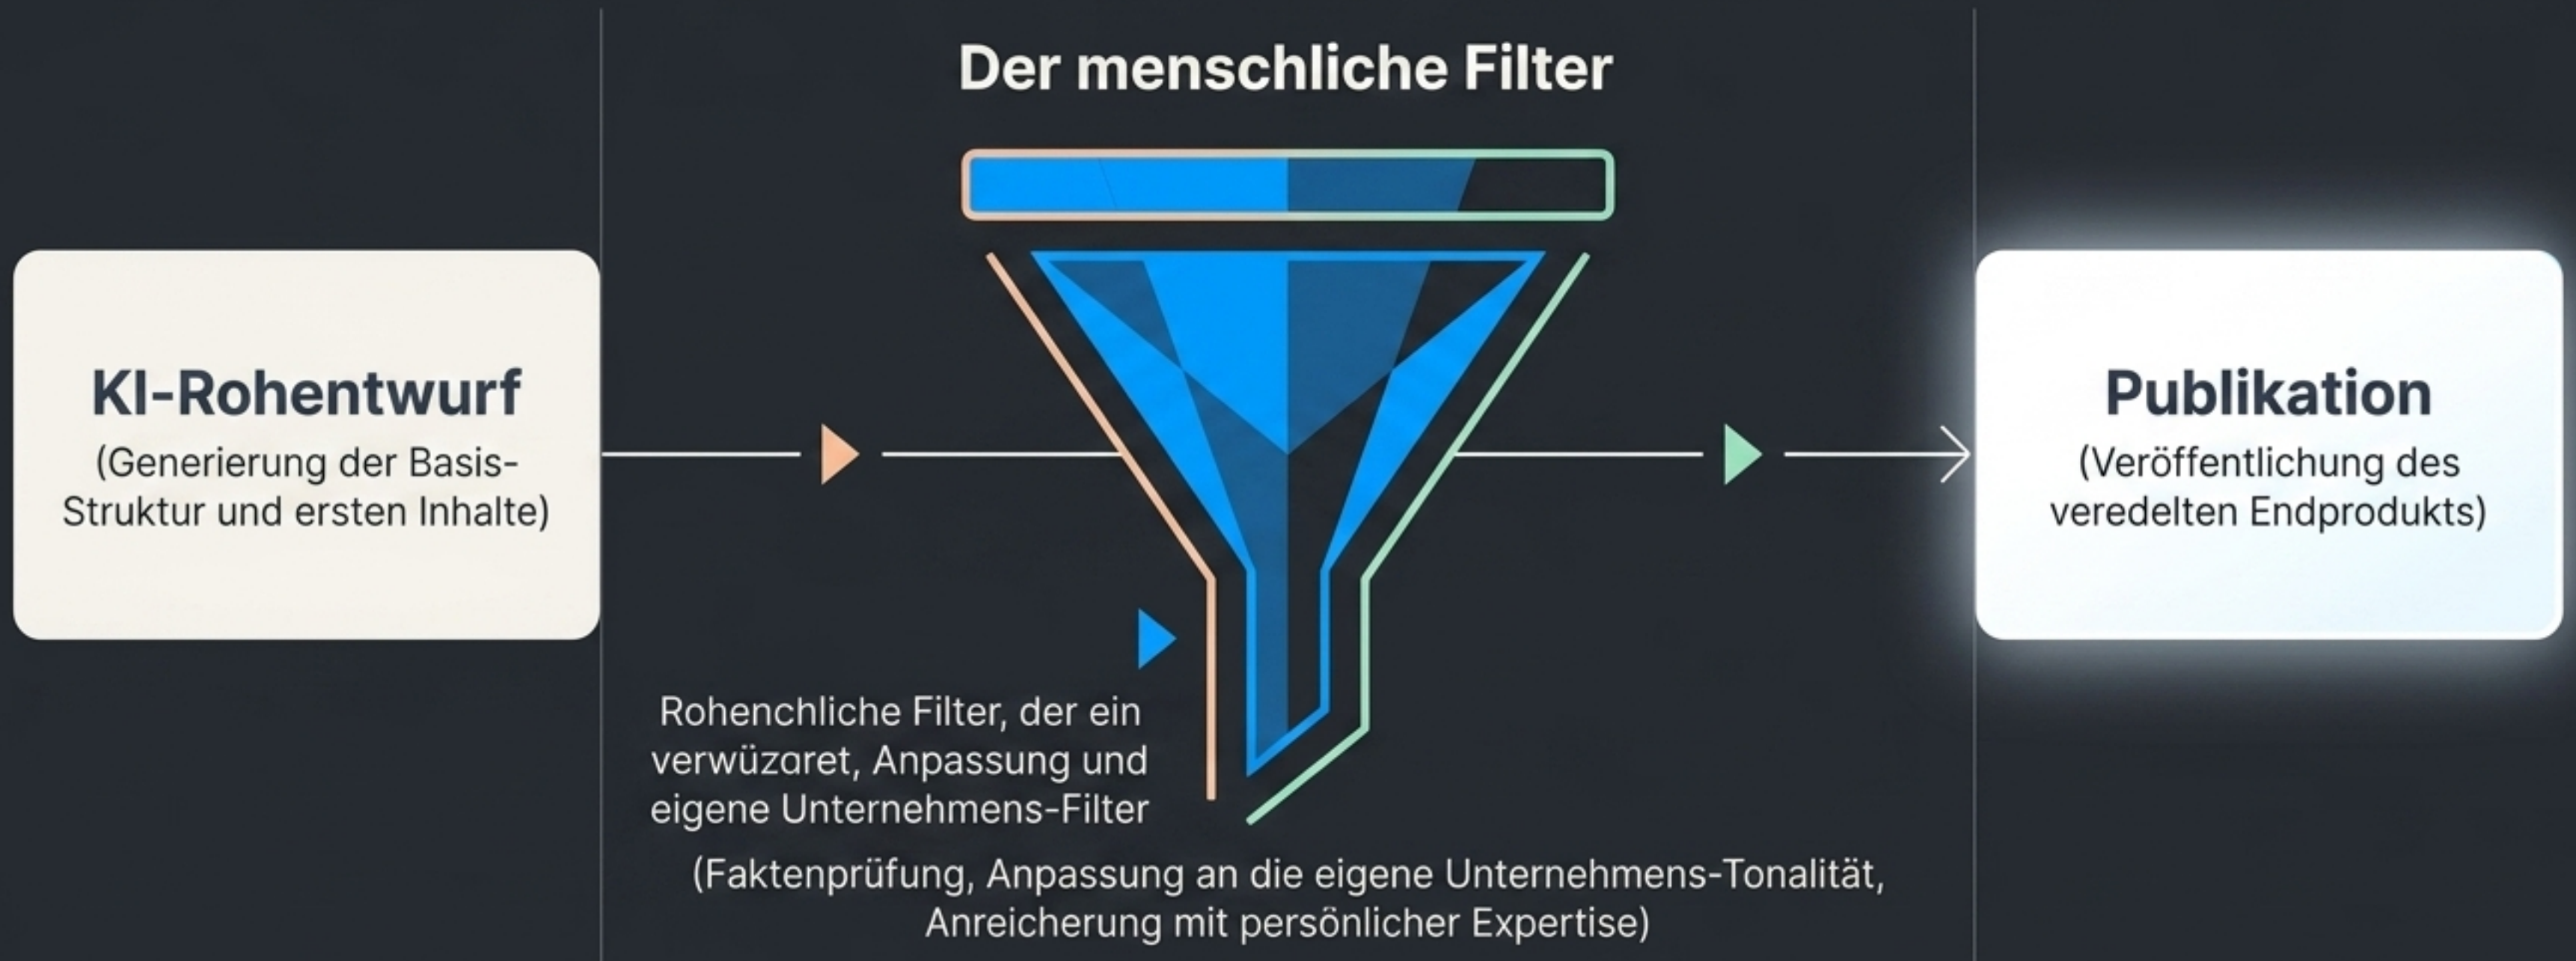 Der menschliche Filter
KI-Rohentwurf
(Generierung der Basis-
Struktur und ersten Inhalte)
Publikation
(Veröffentlichung des
veredelten Endprodukts)
Rohenchliche Filter, der ein
verwüzaret, Anpassung und
eigene Unternehmens-Filter
(Faktenprüfung, Anpassung an die eigene Unternehmens-Tonalität,
Anreicherung mit persönlicher Expertise)